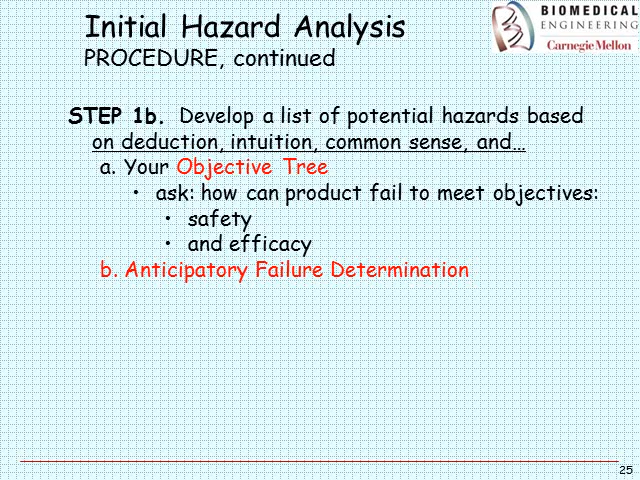 Initial Hazard Analysis
PROCEDURE, continued
BIOMEDICAL
ENGINEERING
Carnegie Mellon
STEP 1b. Develop a list of potential hazards based
on deduction, intuition, common sense, and…
a. Your Objective Tree
• ask: how can product fail to meet objectives:
• safety
• and efficacy
b. Anticipatory Failure Determination
25